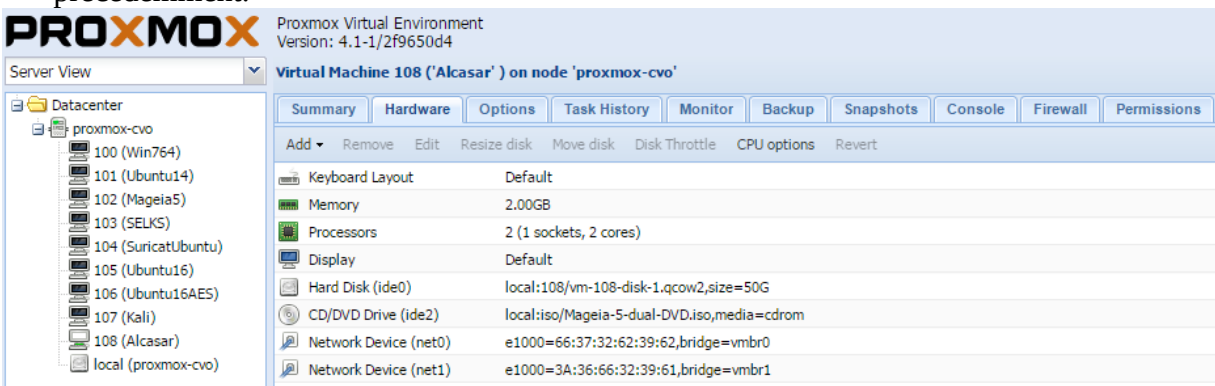 précédemment.
PROXMOX
Proxmox Virtual Environment
Version: 4.1-1/2f9650d4
Server View
Virtual Machine 108 ('Alcasar' ) on node 'proxmox-cvo'
Datacenter
proxmox-cvo
100 (Win764)
101 (Ubuntu14)
102 (Mageia5)
103 (SELKS)
104 (SuricatUbuntu)
105 (Ubuntu16)
106 (Ubuntu16AES)
107 (Kali)
108 (Alcasar)
local (proxmox-cvo)
Summary Hardware Options Task History Monitor Backup Snapshots Console Firewall Permissions
Add Remove Edit Resize disk Move disk Disk Throttle CPU options Revert
Keyboard Layout Default
Memory 2.00GB
Processors 2 (1 sockets, 2 cores)
Display Default
Hard Disk (ide0) local:108/vm-108-disk-1.qcow2,size=50G
CD/DVD Drive (ide2) local:iso/Mageia-5-dual-DVD.iso,media=cdrom
Network Device (net0) e1000=66:37:32:62:39:62,bridge=vmbr0
Network Device (net1) e1000=3A:36:66:32:39:61,bridge=vmbr1